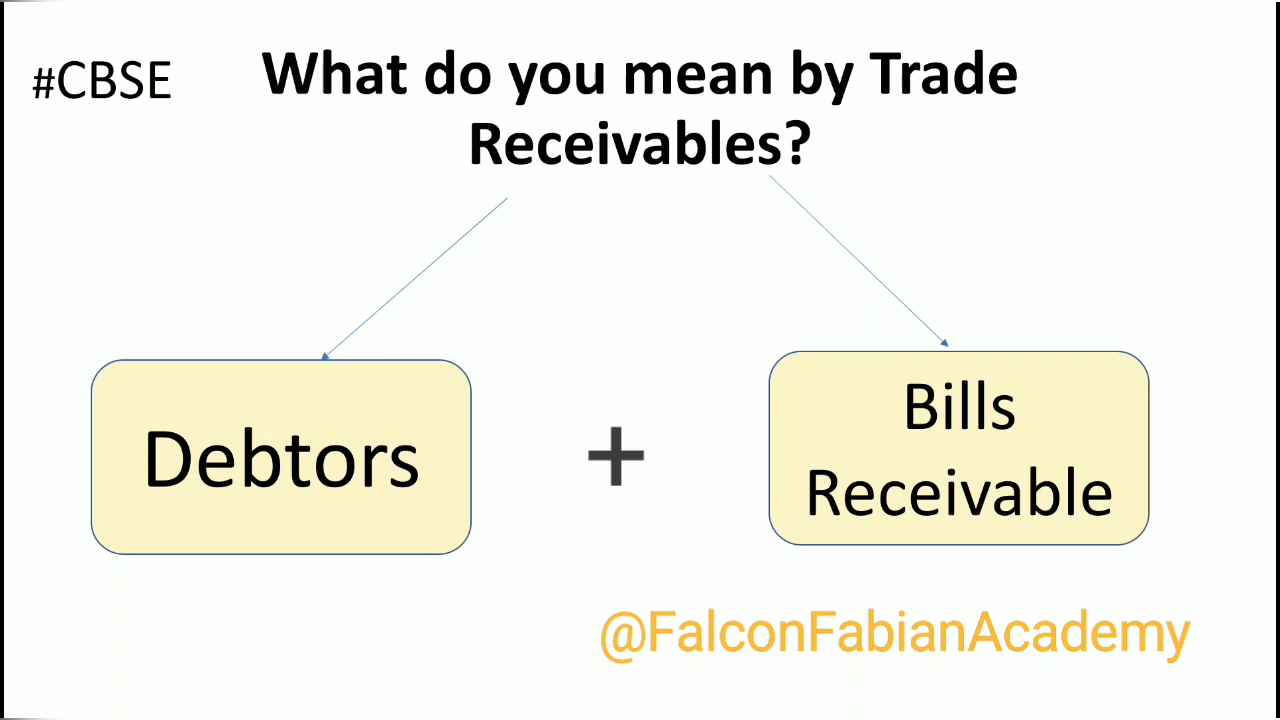 #CBSE
What do you mean by Trade
Receivables?
Debtors
+
Bills
Receivable
@FalconFabianAcademy